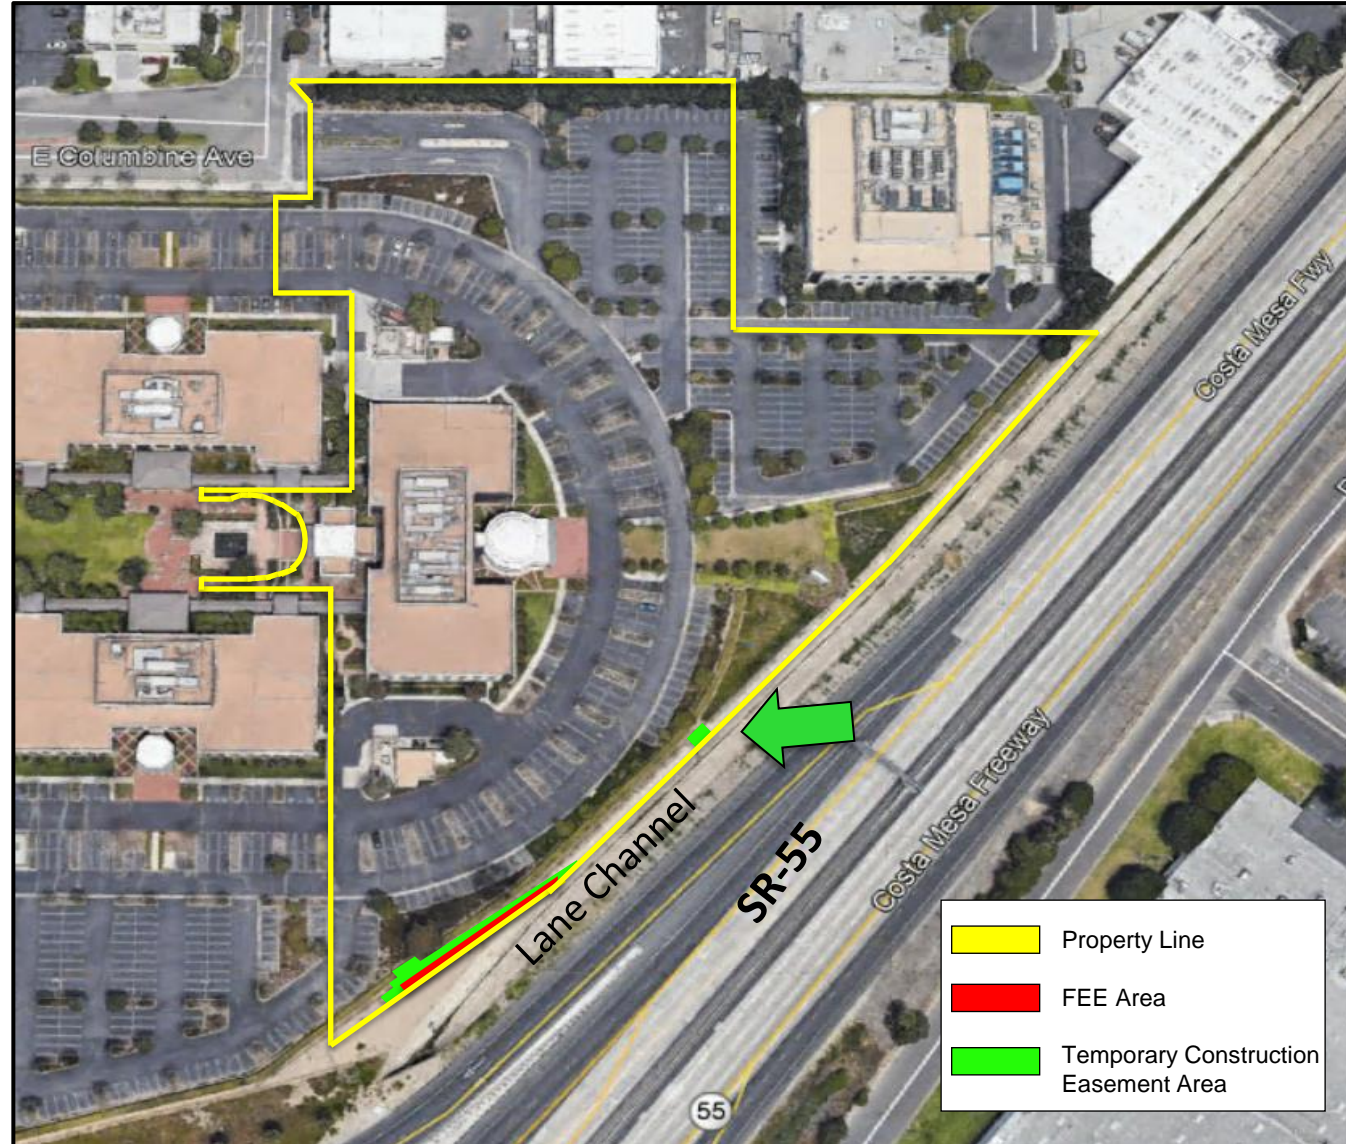 E Columbine Ave
Costa Mesa Fwy
Lane Channel
SR-55
Costa Mesa Freeway
55
Property Line
FEE Area
Temporary Construction
Easement Area